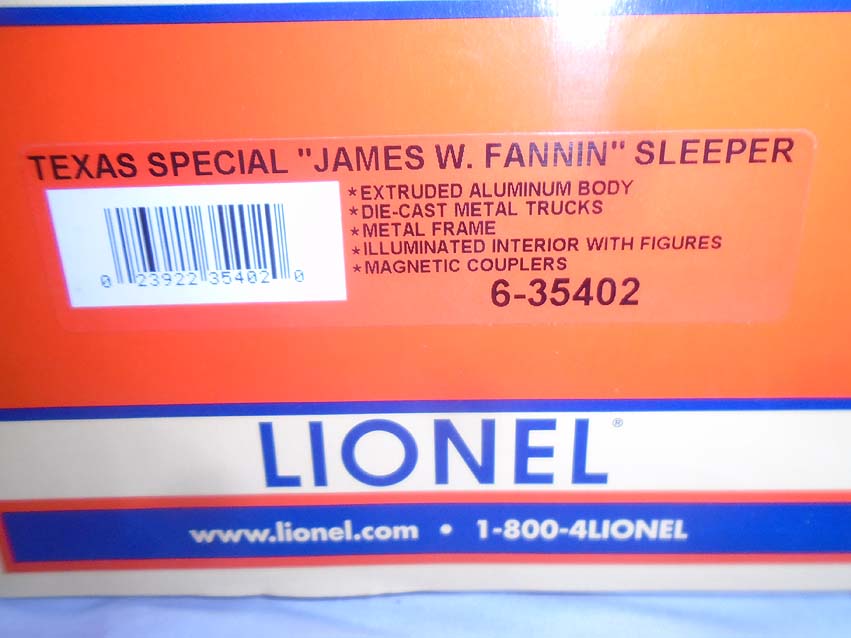 TEXAS SPECIAL "JAMES W. FANNIN" SLEEPER
*EXTRUDED ALUMINUM BODY
*DIE-CAST METAL TRUCKS
*METAL FRAME
*ILLUMINATED INTERIOR WITH FIGURES
*MAGNETIC COUPLERS
0 23922 35402 0
6-35402
LIONEL®
www.lionel.com • 1-800-4LIONEL